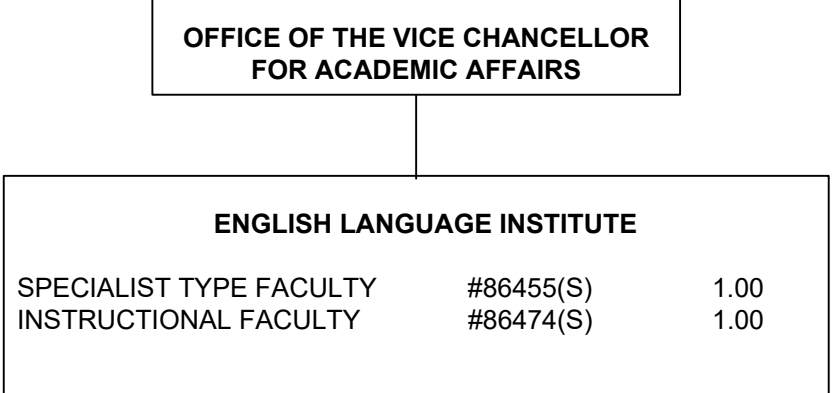 OFFICE OF THE VICE CHANCELLOR
FOR ACADEMIC AFFAIRS
ENGLISH LANGUAGE INSTITUTE
SPECIALIST TYPE FACULTY #86455(S) 1.00
INSTRUCTIONAL FACULTY #86474(S) 1.00